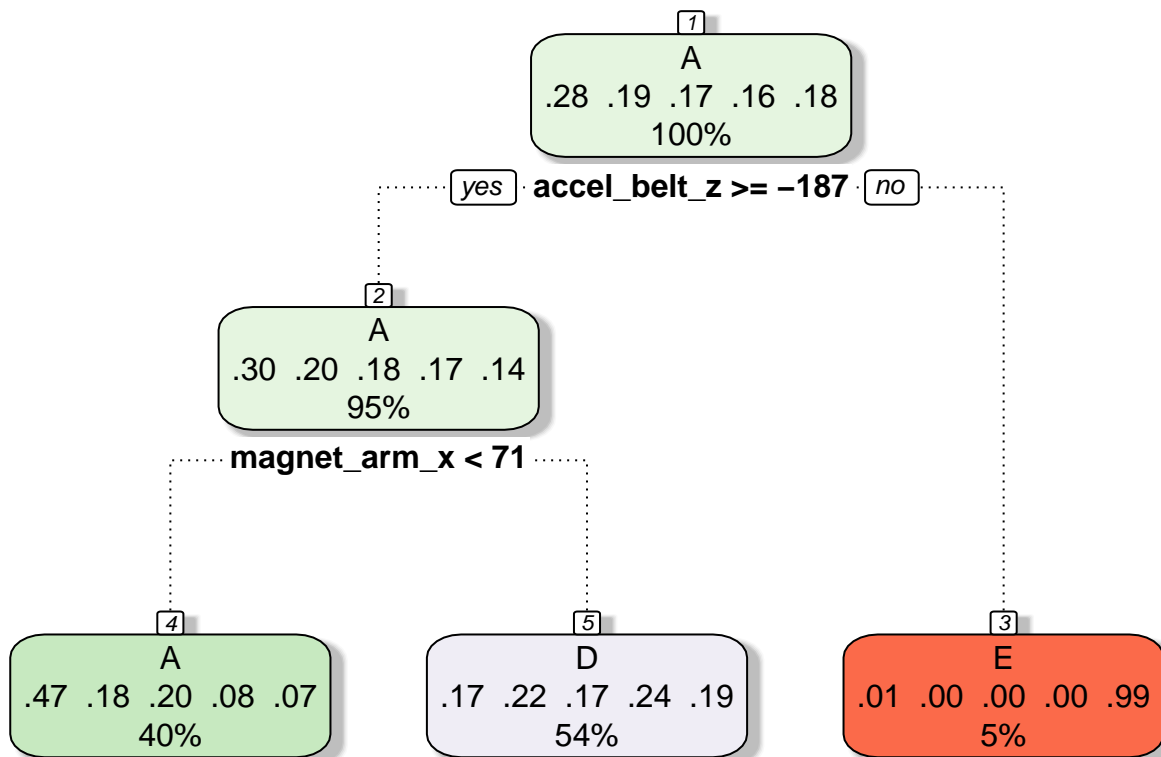 1
A
.28 .19 .17 .16 .18
100%
yes accel_belt_z >= −187 no
2
A
.30 .20 .18 .17 .14
95%
magnet_arm_x < 71
4
A
.47 .18 .20 .08 .07
40%
5
D
.17 .22 .17 .24 .19
54%
3
E
.01 .00 .00 .00 .99
5%